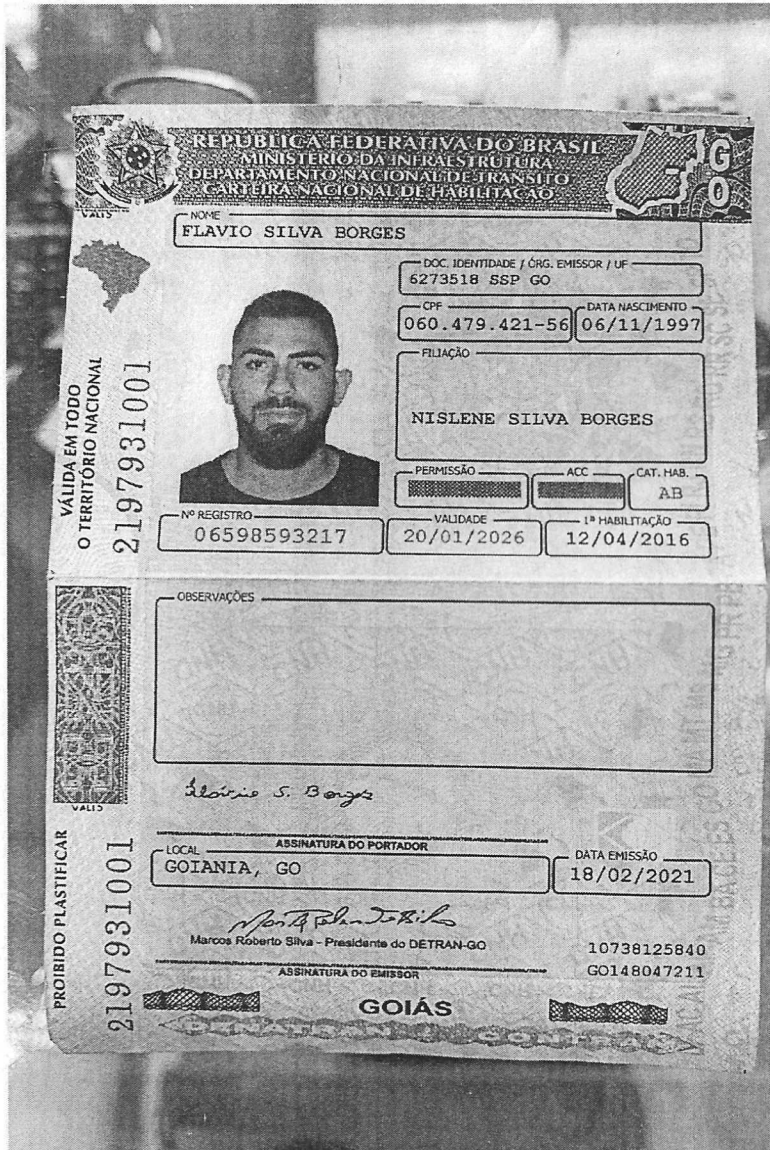 REPÚBLICA FEDERATIVA DO BRASIL
MINISTÉRIO DA INFRAESTRUTURA
DEPARTAMENTO NACIONAL DE TRÂNSITO
CARTEIRA NACIONAL DE HABILITAÇÃO
GO
NOME
FLAVIO SILVA BORGES
DOC. IDENTIDADE / ÓRG. EMISSOR / UF
6273518 SSP GO
CPF DATA NASCIMENTO
060.479.421-56 06/11/1997
FILIAÇÃO
NISLENE SILVA BORGES
PERMISSÃO ACC CAT. HAB.
AB
Nº REGISTRO VALIDADE 1ª HABILITAÇÃO
06598593217 20/01/2026 12/04/2016
VÁLIDA EM TODO
O TERRITÓRIO NACIONAL
2197931001
OBSERVAÇÕES
S. Borges
ASSINATURA DO PORTADOR
LOCAL DATA EMISSÃO
GOIANIA, GO 18/02/2021
Marcos Roberto Silva - Presidente do DETRAN-GO
10738125840
GO148047211
ASSINATURA DO EMISSOR
PROIBIDO PLASTIFICAR
2197931001
GOIÁS